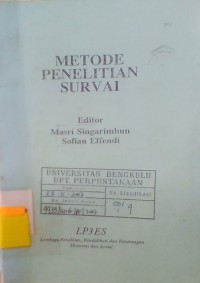 METODE
PENELITIAN
SURVAI
Editor
Masri Singarimbun
Sofian Effendi
UNIVERSITAS BENGKULU
UPT PERPUSTAKAAN
LP3ES
Lembaga Penelitian, Pendidikan dan Penerangan
Ekonomi dan Sosial